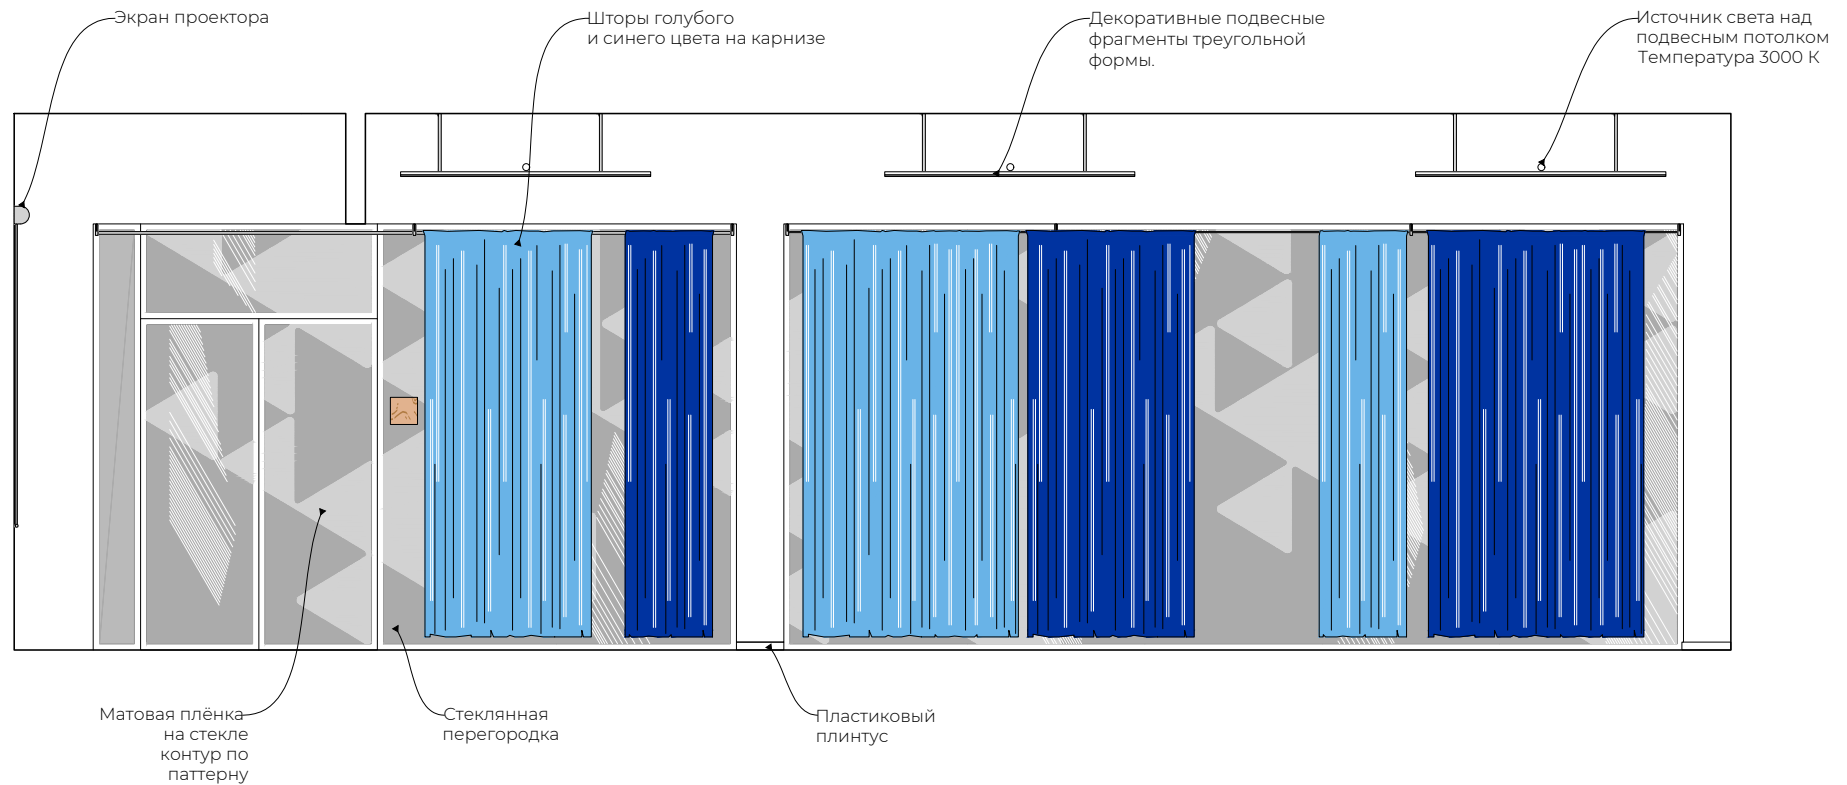 Экран проектора
Шторы голубого
и синего цвета на карнизе
Декоративные подвесные
фрагменты треугольной
формы.
Источник света над
подвесным потолком
Температура 3000 К
Матовая плёнка
на стекле
контур по
паттерну
Стеклянная
перегородка
Пластиковый
плинтус